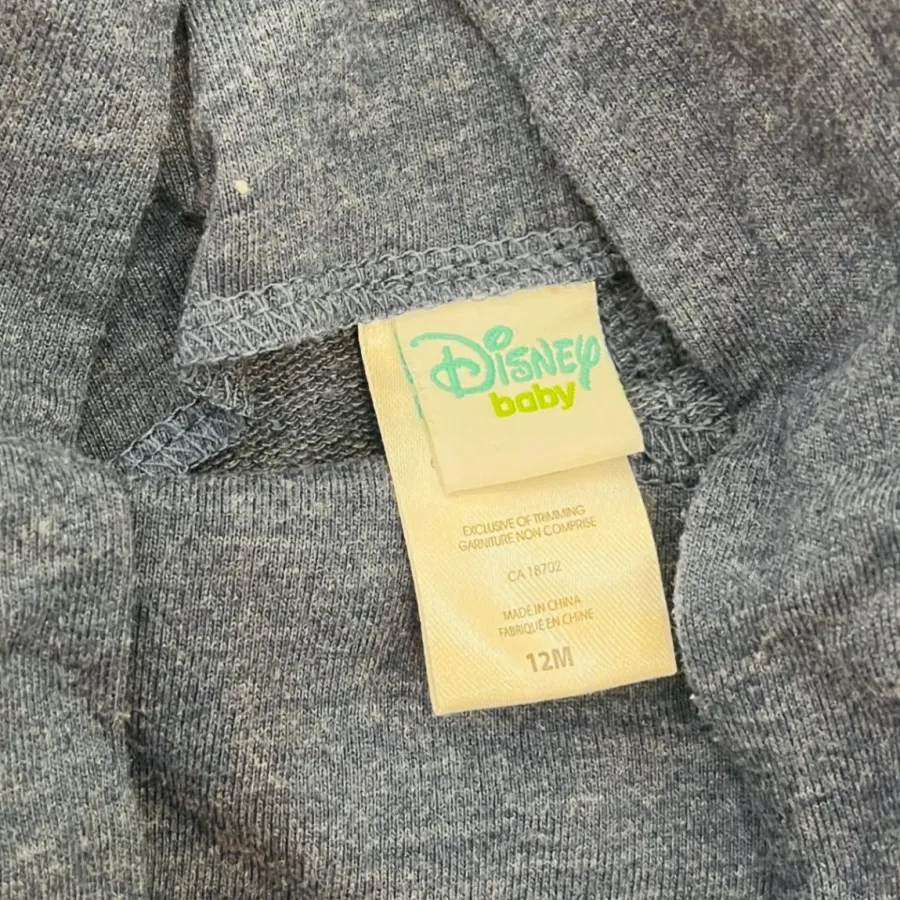 Disney
baby
EXCLUSIVE OF TRIMMING
GARNITURE NON COMPRISE
CA 18702
MADE IN CHINA
FABRIQUÉ EN CHINE
12M